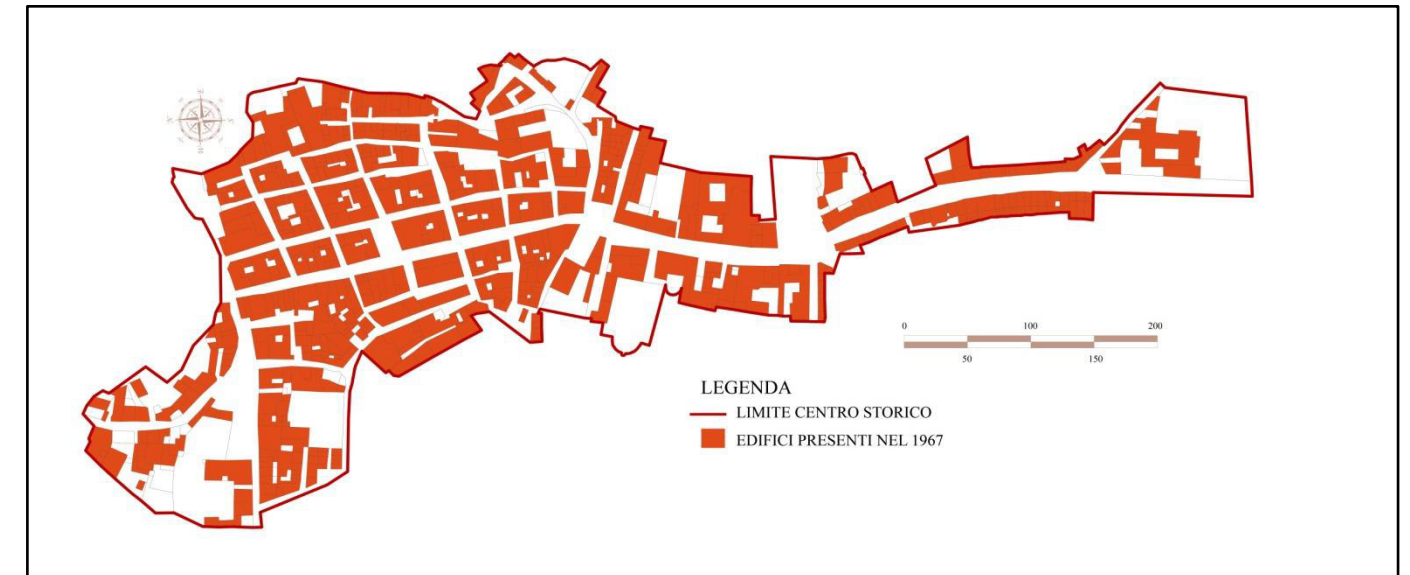 0 100 200
50 150
LEGENDA
LIMITE CENTRO STORICO
EDIFICI PRESENTI NEL 1967